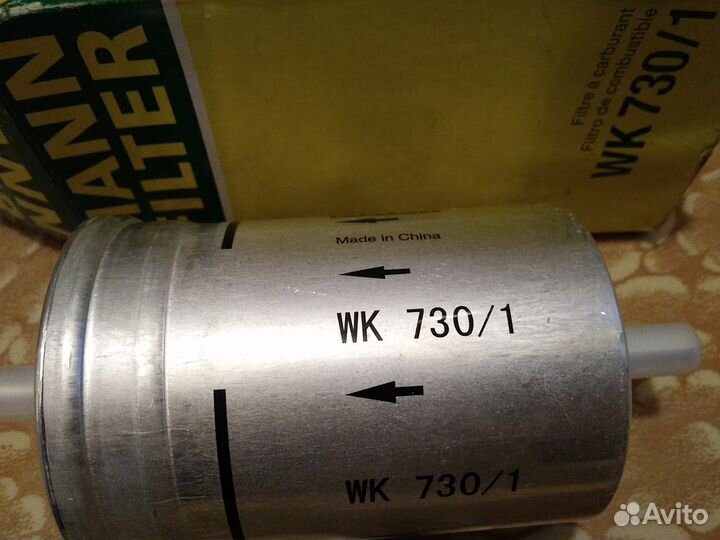 MANN
FILTER
Filtre à carburant
Filtro de combustible
WK 730/1
Made in China
WK 730/1
WK 730/1
Avito